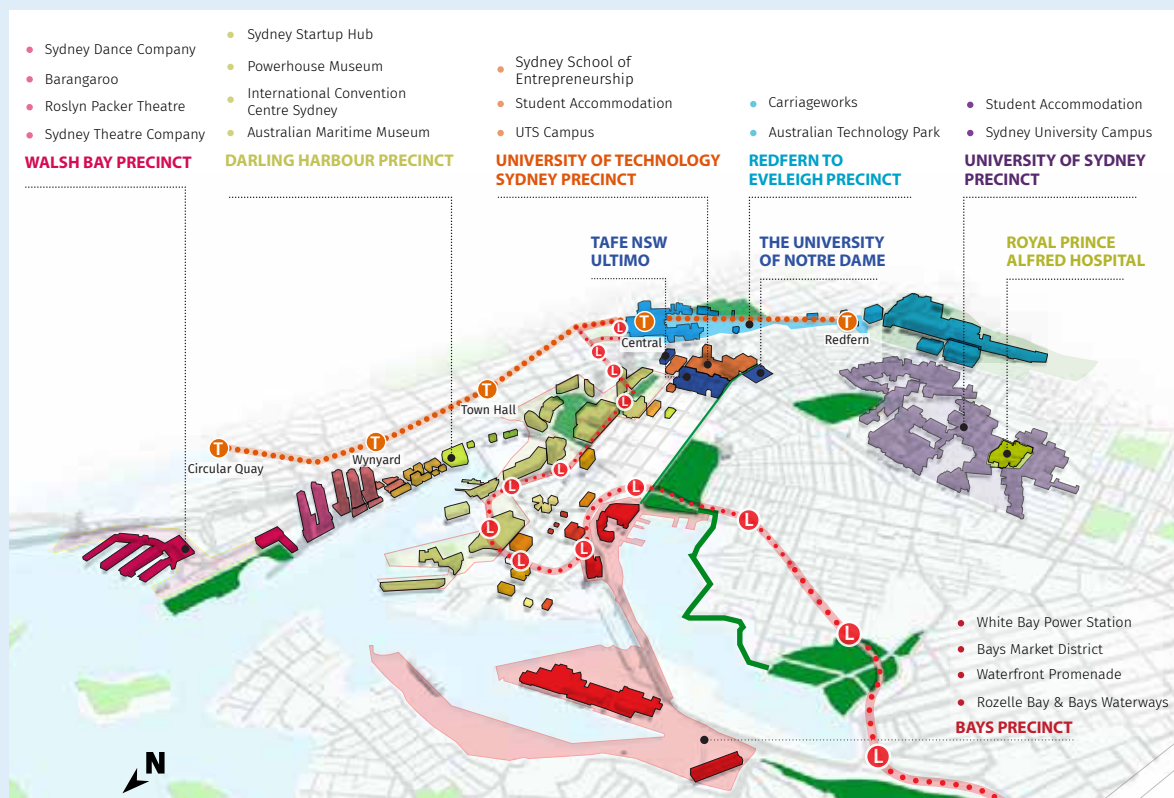 Sydney Dance Company
Barangaroo
Roslyn Packer Theatre
Sydney Theatre Company
WALSH BAY PRECINCT
Sydney Startup Hub
Powerhouse Museum
International Convention
Centre Sydney
Australian Maritime Museum
DARLING HARBOUR PRECINCT
Sydney School of
Entrepreneurship
Student Accommodation
UTS Campus
UNIVERSITY OF TECHNOLOGY
SYDNEY PRECINCT
Carriageworks
Australian Technology Park
REDFERN TO
EVELEIGH PRECINCT
Student Accommodation
Sydney University Campus
UNIVERSITY OF SYDNEY
PRECINCT
TAFE NSW
ULTIMO
THE UNIVERSITY
OF NOTRE DAME
ROYAL PRINCE
ALFRED HOSPITAL
L
T
Central
T
Redfern
L
L
L
T
Town Hall
T
Wynyard
T
Circular Quay
L
L
L
L
L
L
L
L
L
White Bay Power Station
Bays Market District
Waterfront Promenade
Rozelle Bay & Bays Waterways
BAYS PRECINCT
N